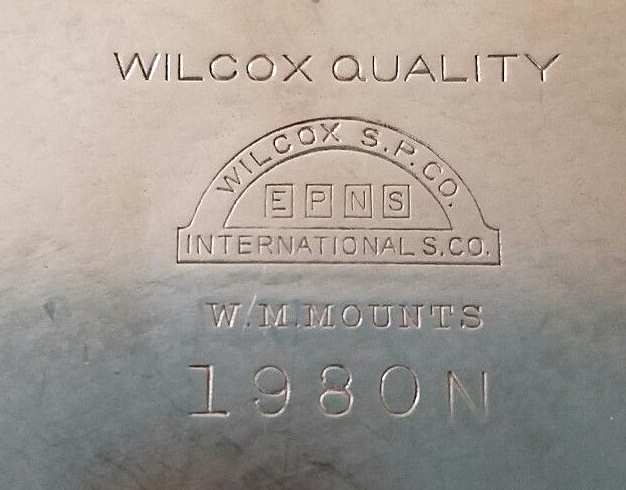 WILCOX QUALITY
WILCOX S.P.CO.
EPNS
INTERNATIONAL S.CO.
W.M.MOUNTS
1980N